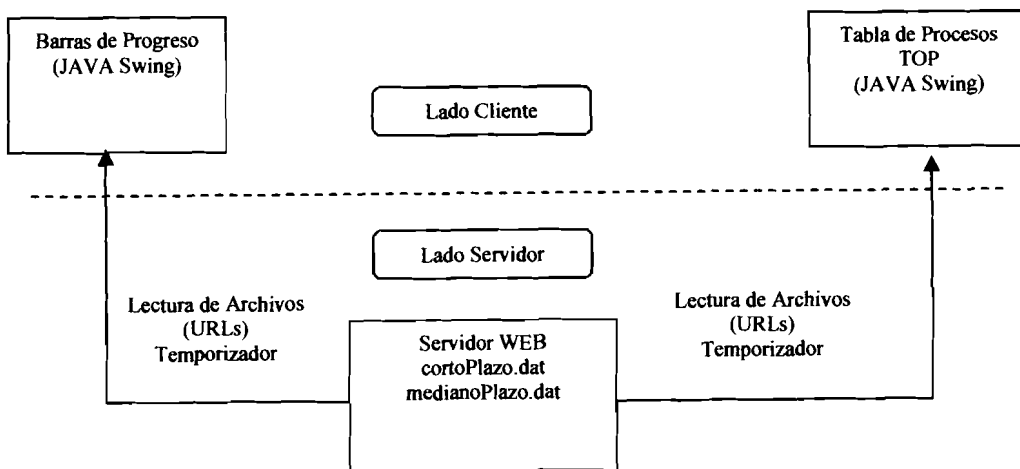 Barras de Progreso
(JAVA Swing)
Tabla de Procesos
TOP
(JAVA Swing)
Lado Cliente
Lado Servidor
Lectura de Archivos
(URLs)
Temporizador
Servidor WEB
cortoPlazo.dat
medianoPlazo.dat
Lectura de Archivos
(URLs)
Temporizador